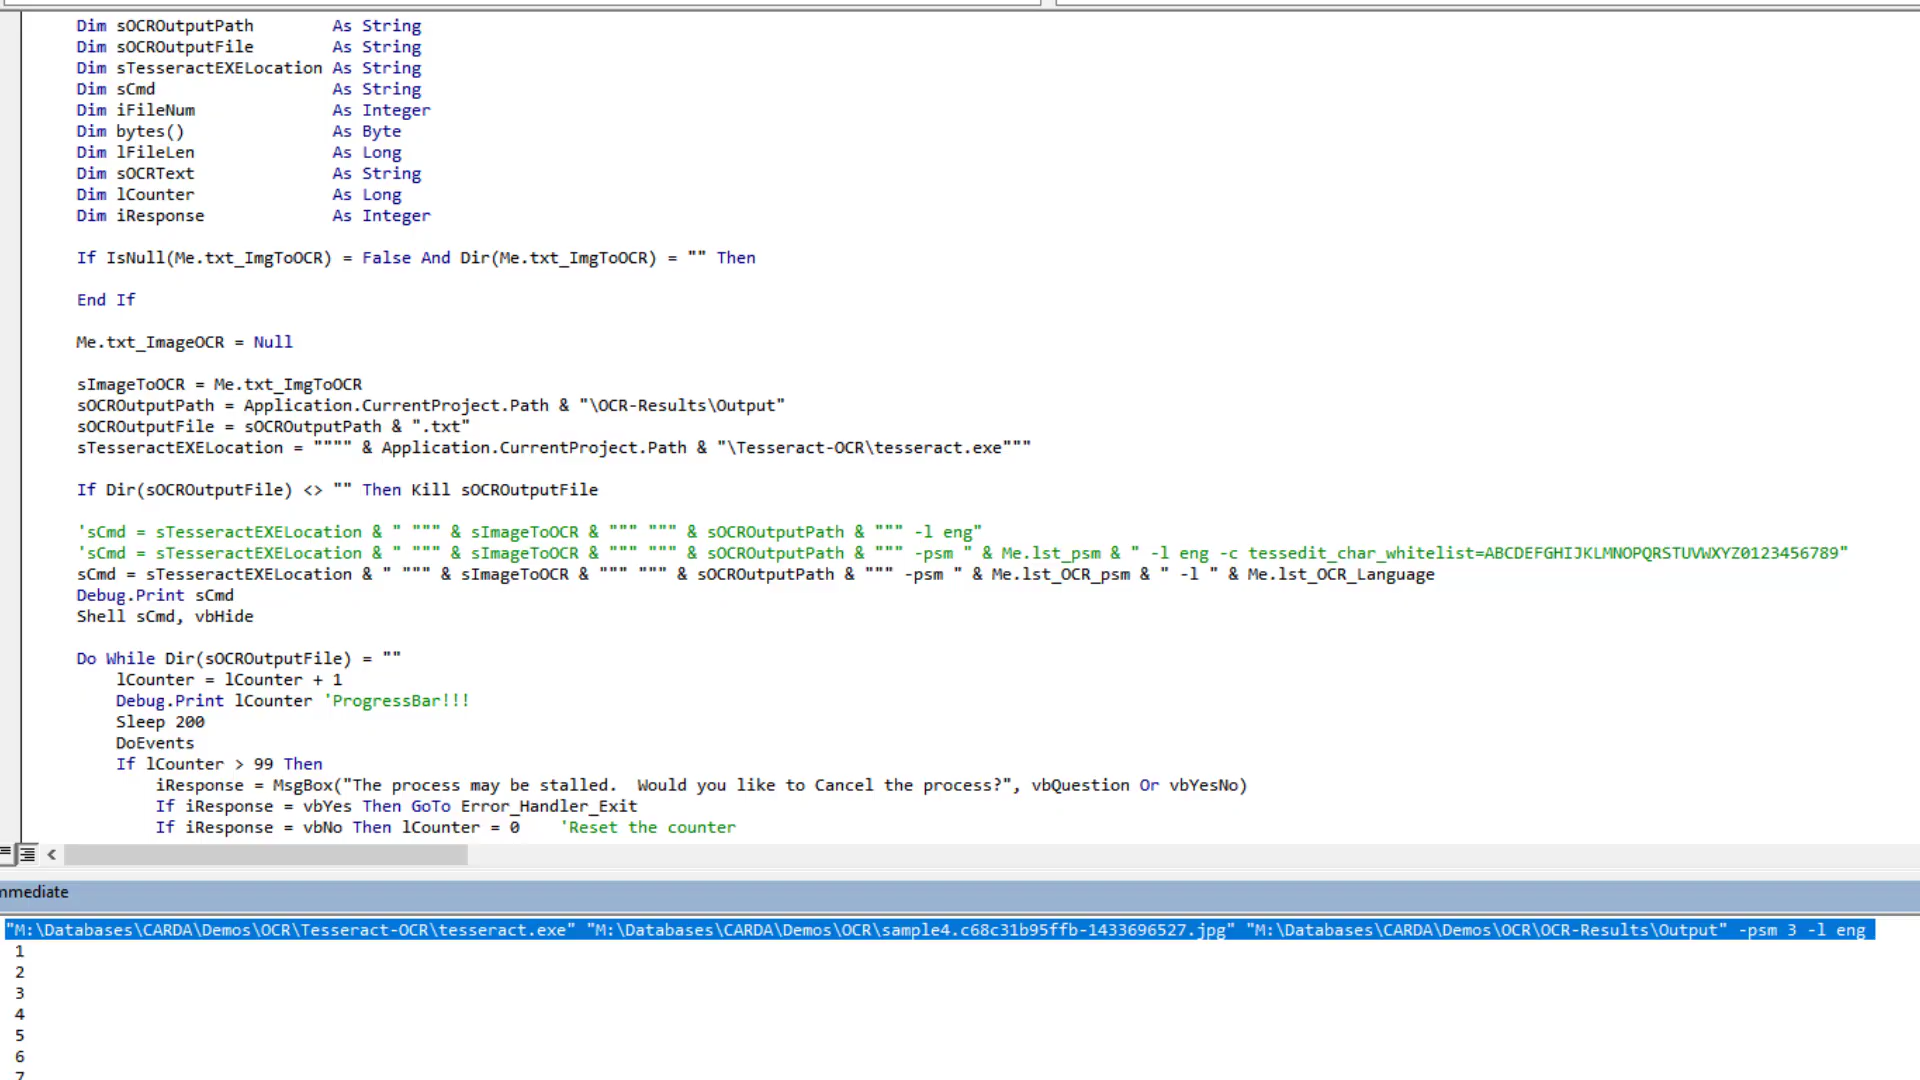 Dim sOCROutputPath        As String
Dim sOCROutputFile        As String
Dim sTesseractEXELocation As String
Dim sCmd                  As String
Dim iFileNum              As Integer
Dim bytes()               As Byte
Dim lFileLen              As Long
Dim sOCRText              As String
Dim lCounter              As Long
Dim iResponse             As Integer
If IsNull(Me.txt_ImgToOCR) = False And Dir(Me.txt_ImgToOCR) = "" Then
End If
Me.txt_ImageOCR = Null
sImageToOCR = Me.txt_ImgToOCR
sOCROutputPath = Application.CurrentProject.Path & "\OCR-Results\Output"
sOCROutputFile = sOCROutputPath & ".txt"
sTesseractEXELocation = """" & Application.CurrentProject.Path & "\Tesseract-OCR\tesseract.exe"""
If Dir(sOCROutputFile) <> "" Then Kill sOCROutputFile
'sCmd = sTesseractEXELocation & " """ & sImageToOCR & """ """ & sOCROutputPath & """ -l eng"
'sCmd = sTesseractEXELocation & " """ & sImageToOCR & """ """ & sOCROutputPath & """ -psm " & Me.lst_psm & " -l eng -c tessedit_char_whitelist=ABCDEFGHIJKLMNOPQRSTUVWXYZ0123456789"
sCmd = sTesseractEXELocation & " """ & sImageToOCR & """ """ & sOCROutputPath & """ -psm " & Me.lst_OCR_psm & " -l " & Me.lst_OCR_Language
Debug.Print sCmd
Shell sCmd, vbHide
Do While Dir(sOCROutputFile) = ""
    lCounter = lCounter + 1
    Debug.Print lCounter 'ProgressBar!!!
    Sleep 200
    DoEvents
    If lCounter > 99 Then
        iResponse = MsgBox("The process may be stalled.  Would you like to Cancel the process?", vbQuestion Or vbYesNo)
        If iResponse = vbYes Then GoTo Error_Handler_Exit
        If iResponse = vbNo Then lCounter = 0    'Reset the counter
mmediate
"M:\Databases\CARDA\Demos\OCR\Tesseract-OCR\tesseract.exe" "M:\Databases\CARDA\Demos\OCR\sample4.c68c31b95ffb-1433696527.jpg" "M:\Databases\CARDA\Demos\OCR\OCR-Results\Output" -psm 3 -l eng
1
2
3
4
5
6
7